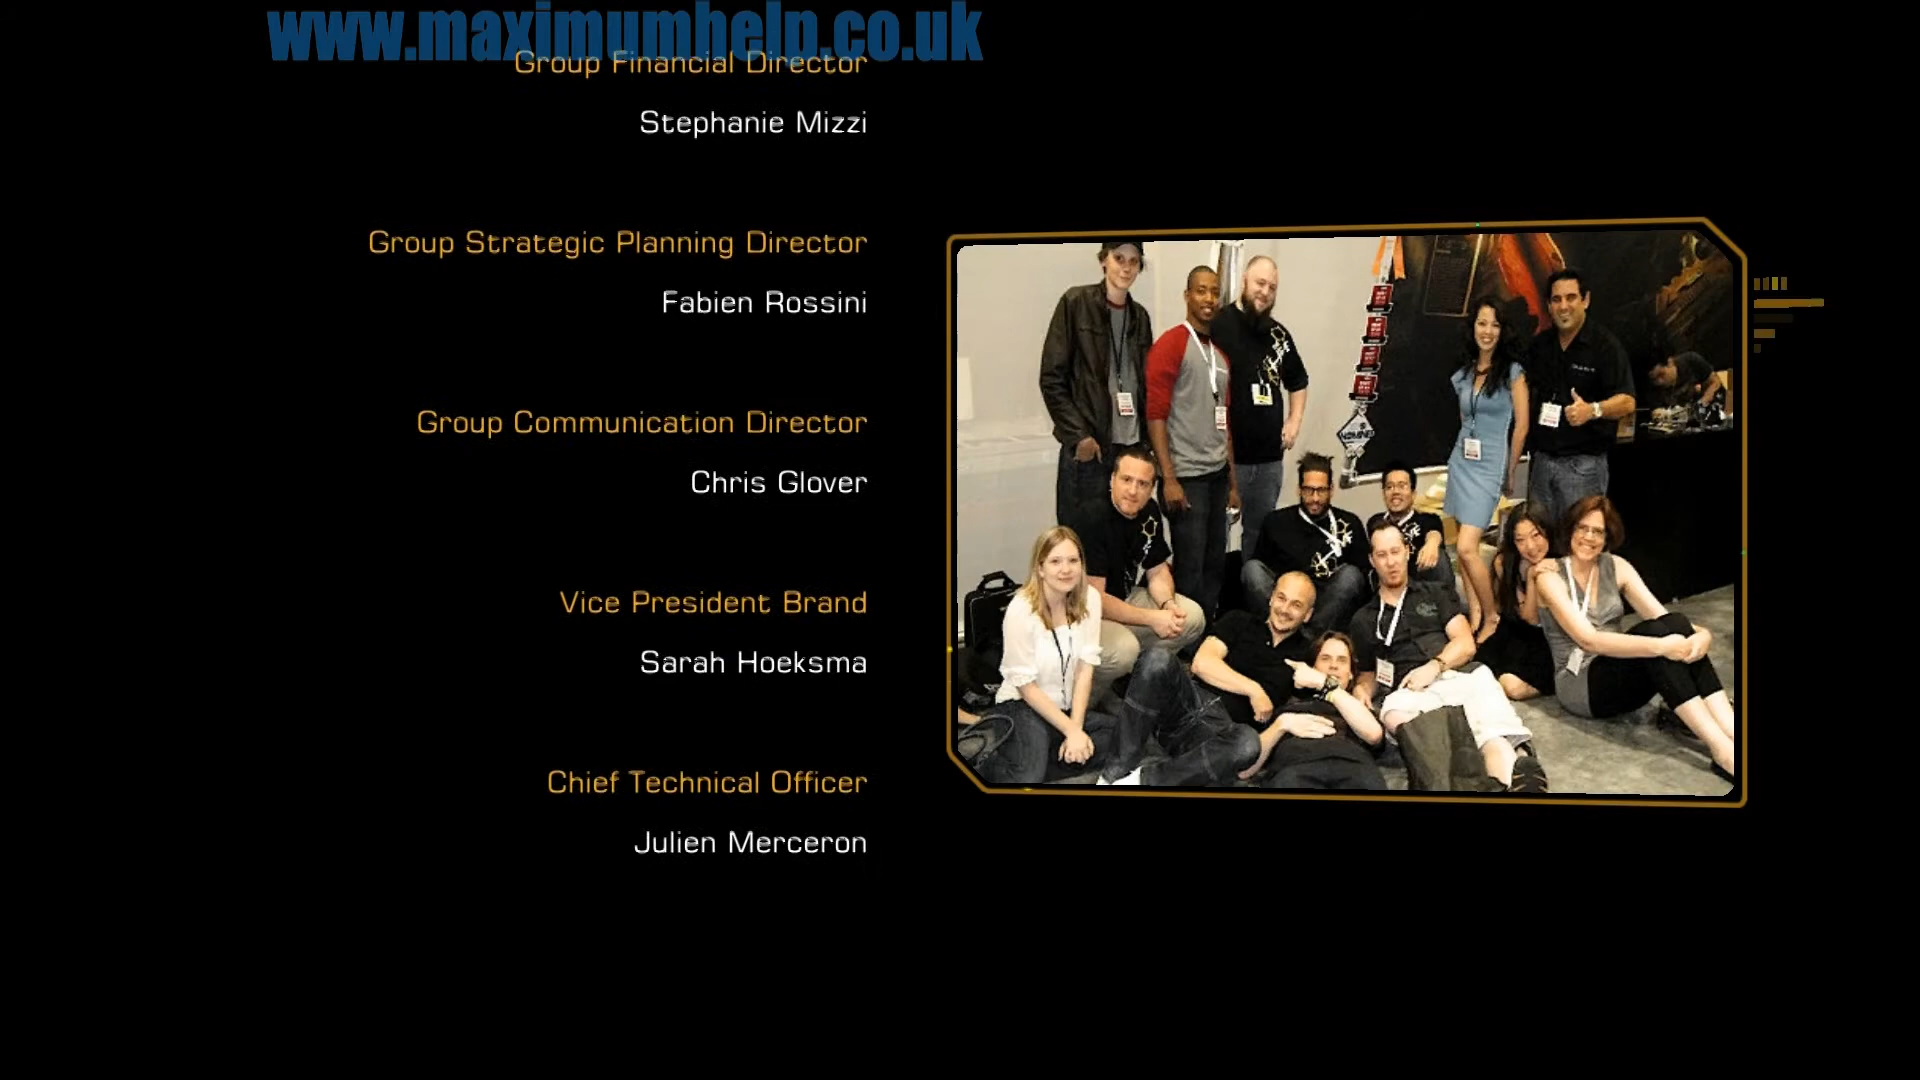 www.maximumhelp.co.uk
Group Financial Director
Stephanie Mizzi
Group Strategic Planning Director
Fabien Rossini
Group Communication Director
Chris Glover
Vice President Brand
Sarah Hoeksma
Chief Technical Officer
Julien Merceron